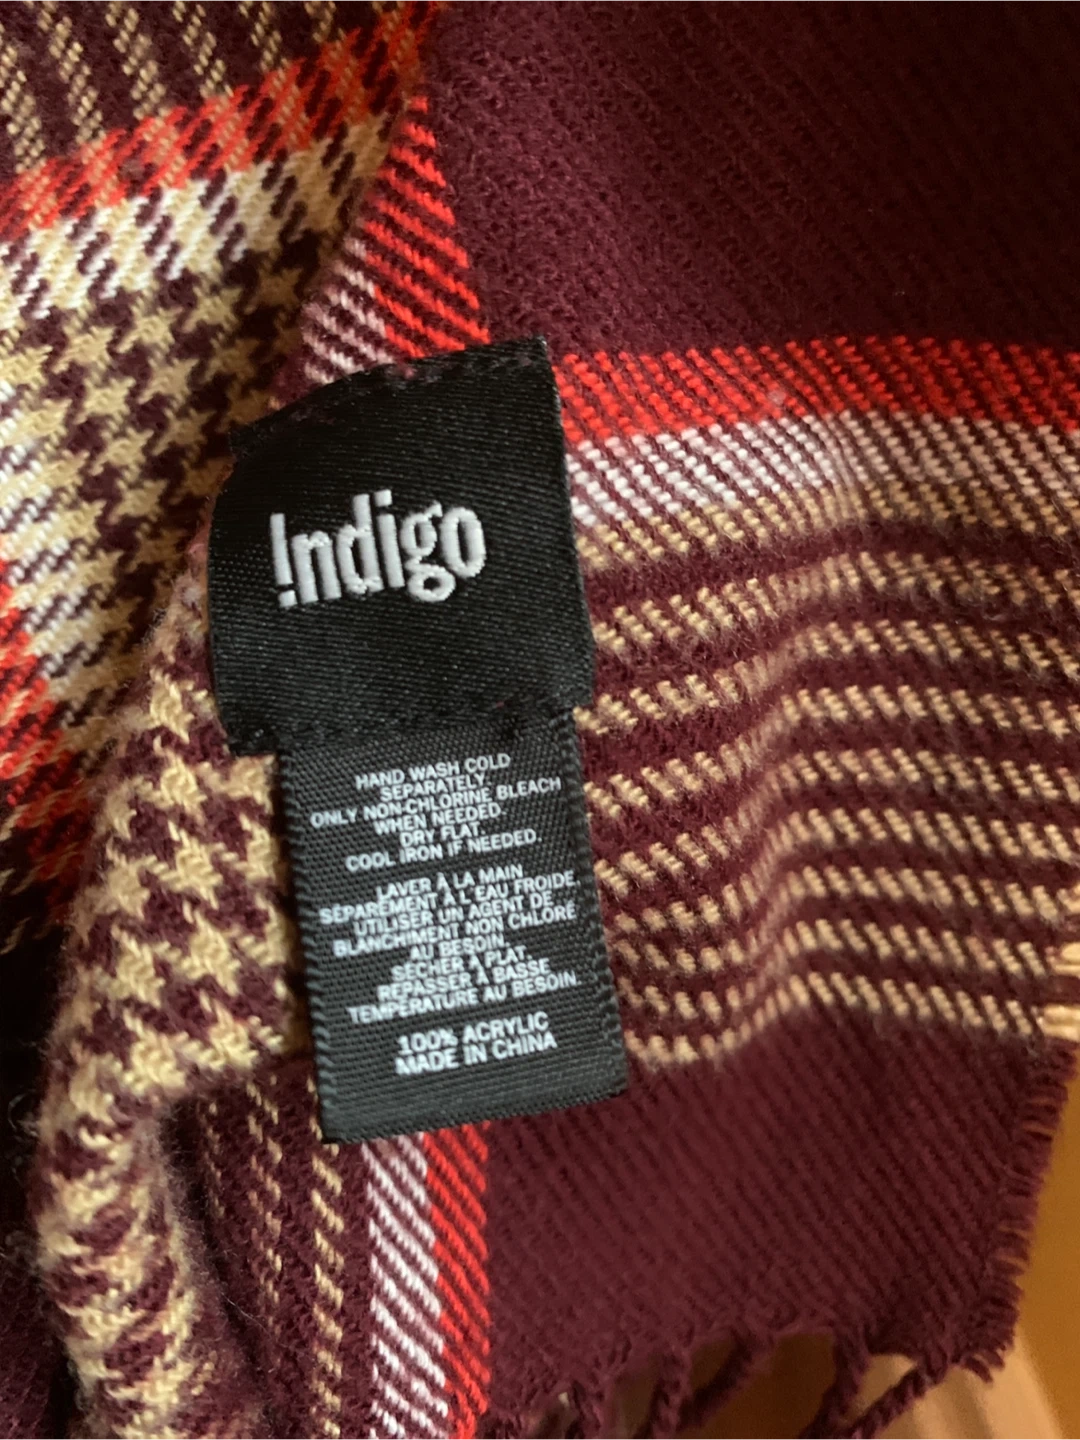 !ndigo
HAND WASH COLD
SEPARATELY.
ONLY NON-CHLORINE BLEACH
WHEN NEEDED.
DRY FLAT.
COOL IRON IF NEEDED.
LAVER À LA MAIN
SÉPARÉMENT À L'EAU FROIDE.
UTILISER UN AGENT DE
BLANCHIMENT NON CHLORÉ
AU BESOIN.
SÉCHER À PLAT.
REPASSER À BASSE
TEMPÉRATURE AU BESOIN.
100% ACRYLIC
MADE IN CHINA